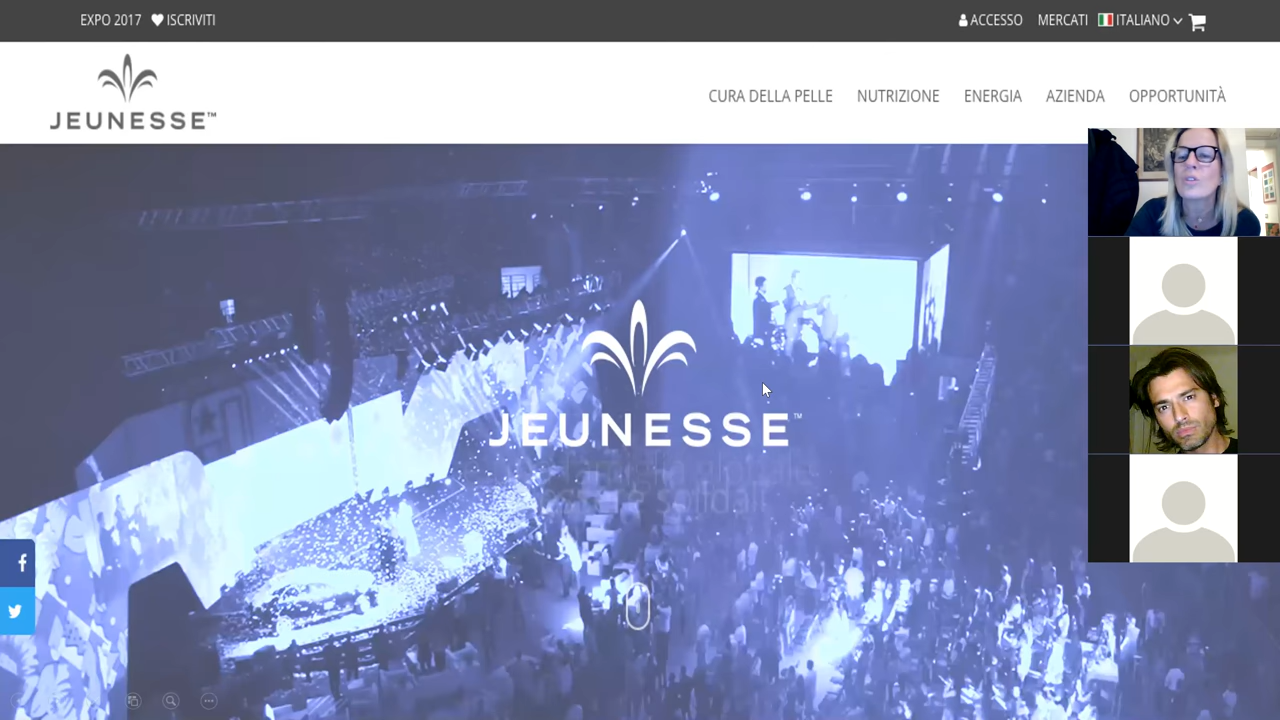 EXPO 2017 ISCRIVITI
ACCESSO MERCATI ITALIANO
JEUNESSE™
CURA DELLA PELLE NUTRIZIONE ENERGIA AZIENDA OPPORTUNITÀ
JEUNESSE™